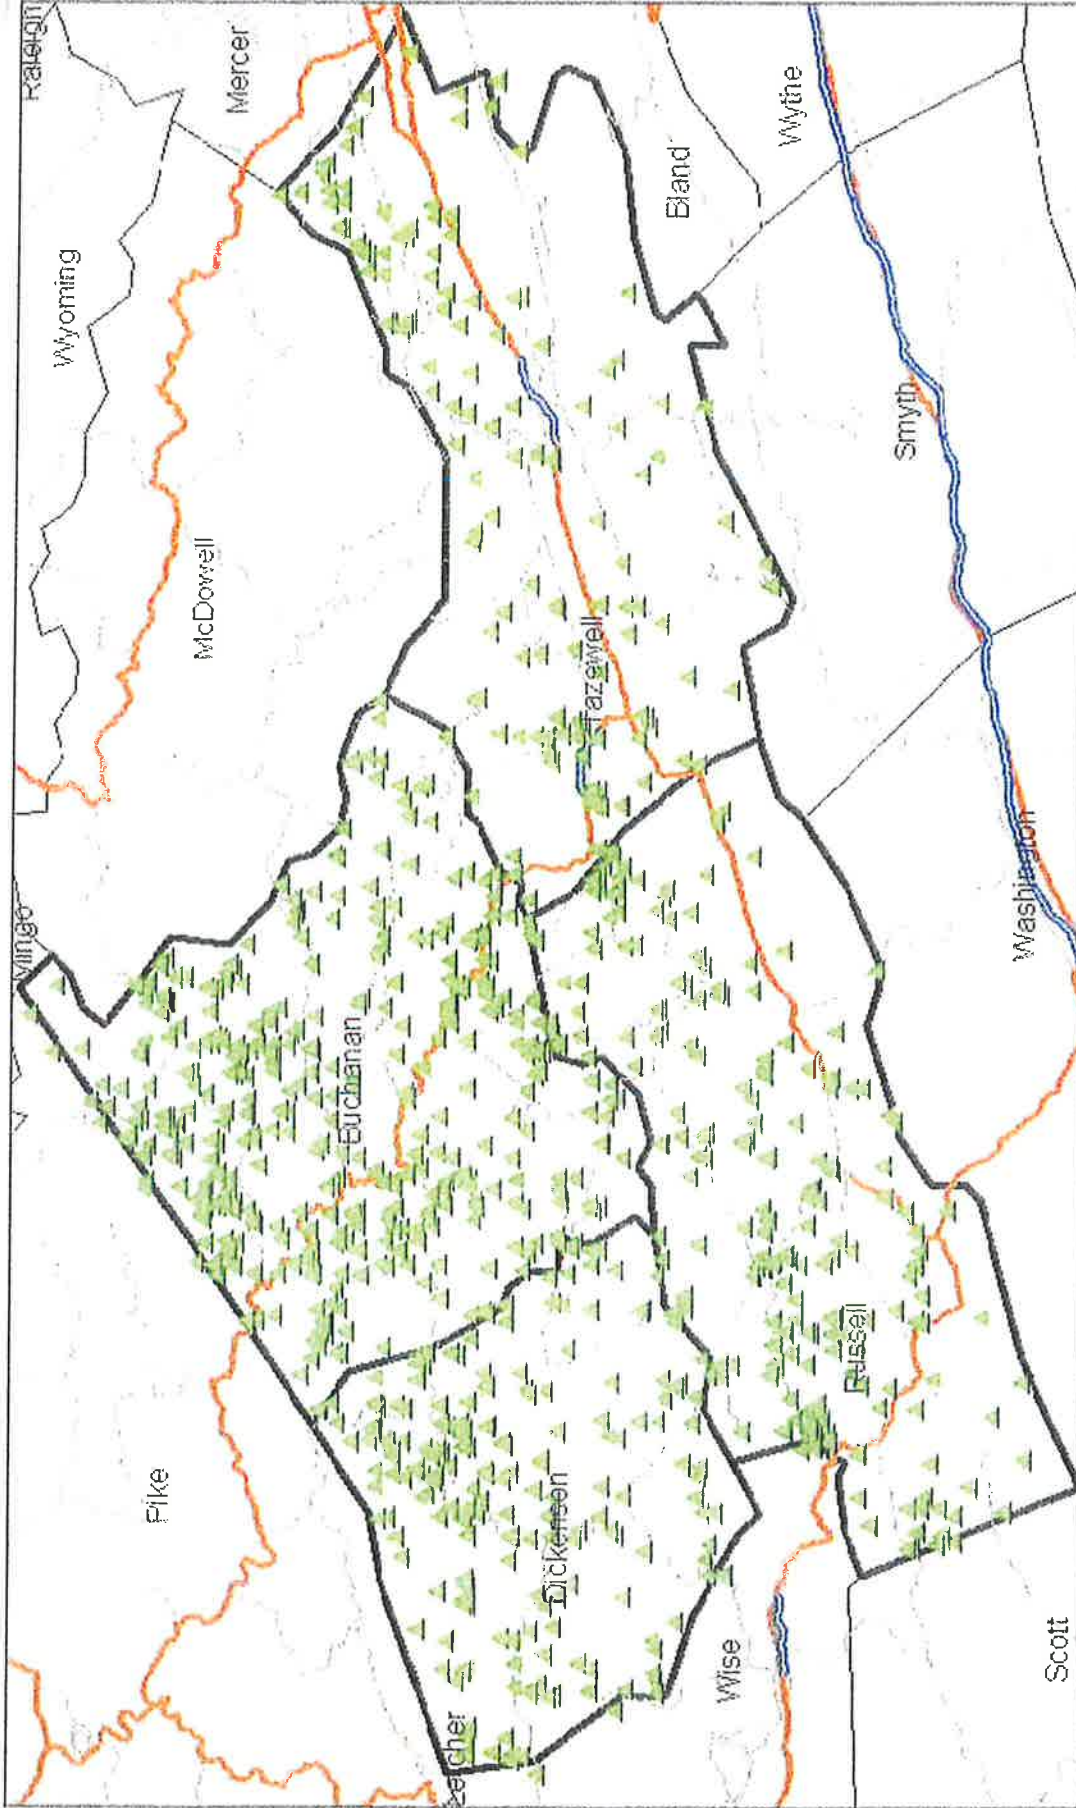 Raleigh
Mercer
Wyoming
McDowell
Mingo
Bland
Wythe
Smyth
Tazewell
Buchanan
Washington
Pike
Russell
Dickenson
Wise
Scott